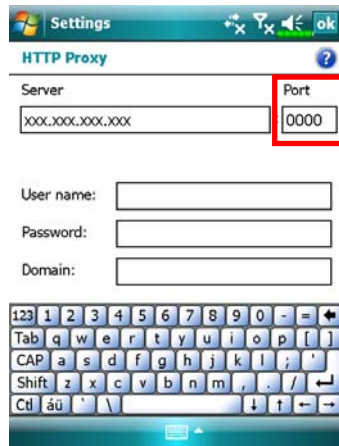 Settings ok
HTTP Proxy ?
Server Port
xxx.xxx.xxx.xxx : 0000
User name:
Password:
Domain:
123 1 2 3 4 5 6 7 8 9 0 - =
Tab q w e r t y u i o p [ ]
CAP a s d f g h j k l ; '
Shift z x c v b n m , . /
Ctl áü ` \